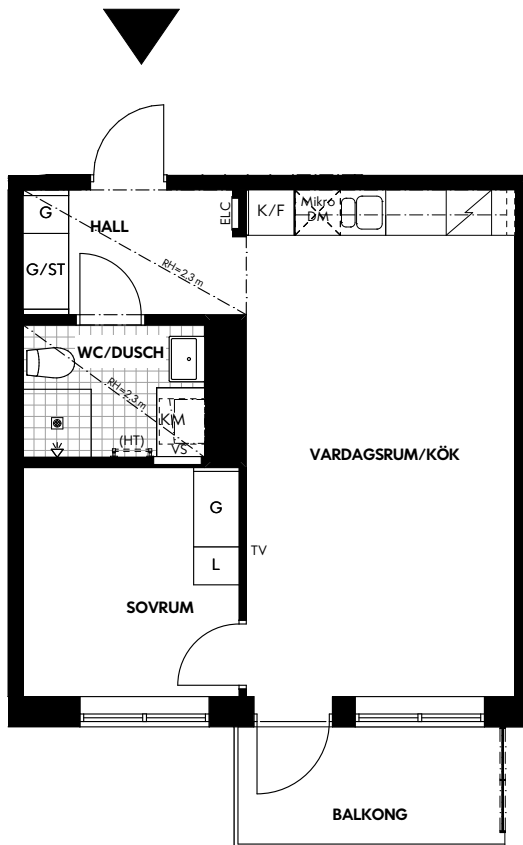 G
HALL
ELC
K/F
Mikro
DM
G/ST
RH=2,3 m
WC/DUSCH
RH=2,3 m
KM
(HT)
VS
VARDAGSRUM/KÖK
G
TV
L
SOVRUM
BALKONG